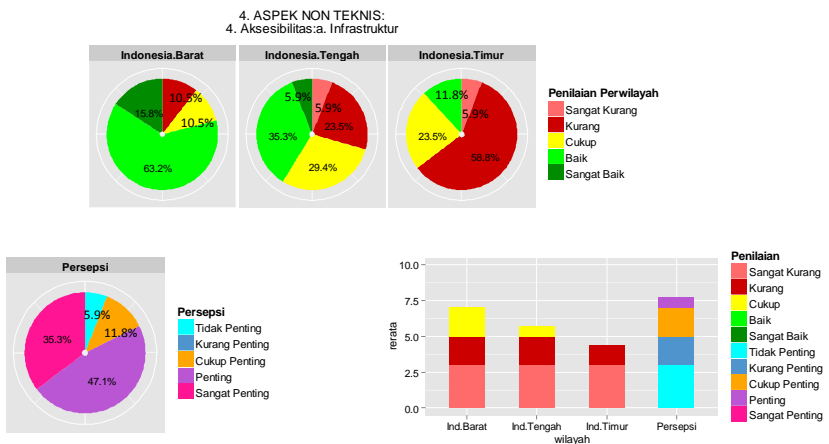 4. ASPEK NON TEKNIS:
4. Aksesibilitas:a. Infrastruktur
Indonesia.Barat
Indonesia.Tengah
Indonesia.Timur
10.5%
10.5%
63.2%
15.8%
5.9%
23.5%
29.4%
35.3%
5.9%
5.9%
58.8%
23.5%
11.8%
Penilaian Perwilayah
Sangat Kurang
Kurang
Cukup
Baik
Sangat Baik
Persepsi
5.9%
11.8%
47.1%
35.3%
Persepsi
Tidak Penting
Kurang Penting
Cukup Penting
Penting
Sangat Penting
10.0
7.5
5.0
2.5
0.0
rerata
Ind.Barat
Ind.Tengah
Ind.Timur
Persepsi
wilayah
Penilaian
Sangat Kurang
Kurang
Cukup
Baik
Sangat Baik
Tidak Penting
Kurang Penting
Cukup Penting
Penting
Sangat Penting